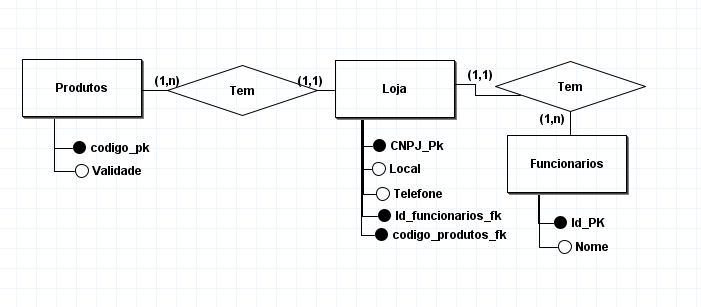 Produtos
(1,n)
Tem
(1,1)
Loja
(1,1)
Tem
(1,n)
Funcionarios
codigo_pk
Validade
CNPJ_Pk
Local
Telefone
Id_funcionarios_fk
codigo_produtos_fk
Id_PK
Nome